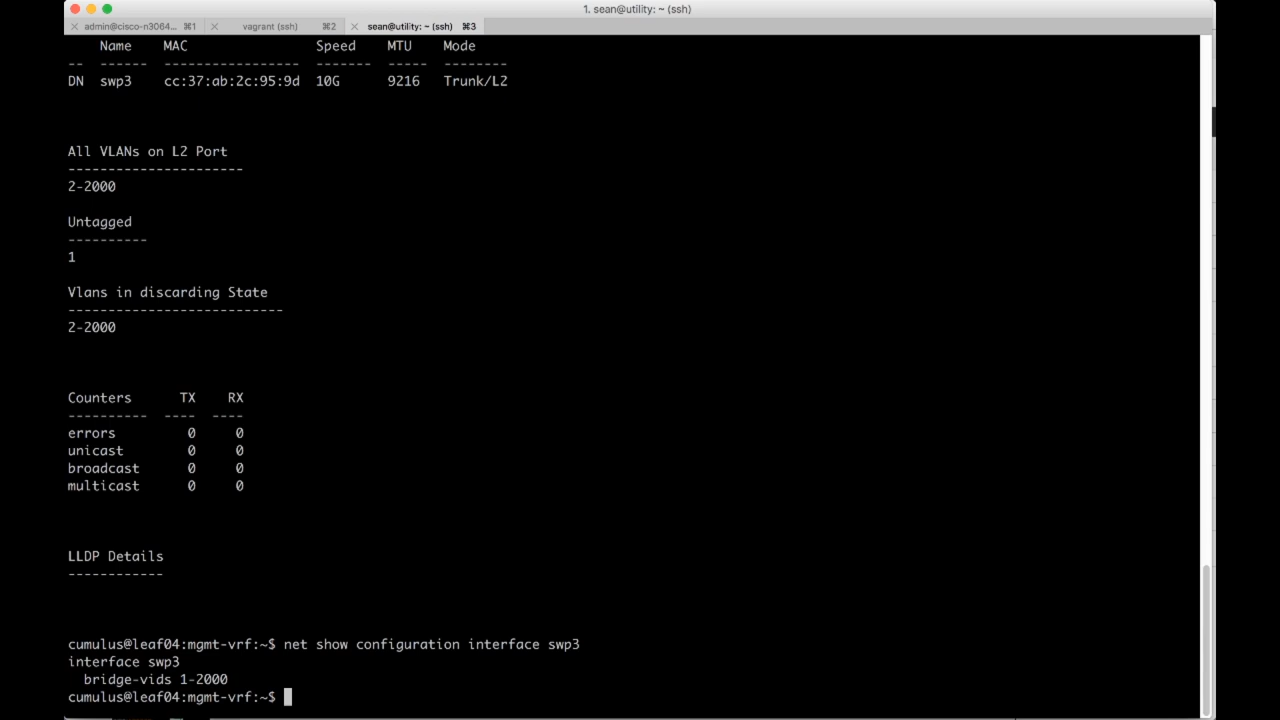 1. sean@utility: ~ (ssh)
admin@cisco-n3064... ⌘1 vagrant (ssh) ⌘2 sean@utility: ~ (ssh) ⌘3
Name MAC Speed MTU Mode
-- ------ ----------------- ------- ----- --------
DN swp3 cc:37:ab:2c:95:9d 10G 9216 Trunk/L2
All VLANs on L2 Port
----------------------
2-2000
Untagged
----------
1
Vlans in discarding State
---------------------------
2-2000
Counters TX RX
---------- ---- ----
errors 0 0
unicast 0 0
broadcast 0 0
multicast 0 0
LLDP Details
------------
cumulus@leaf04:mgmt-vrf:~$ net show configuration interface swp3
interface swp3
bridge-vids 1-2000
cumulus@leaf04:mgmt-vrf:~$